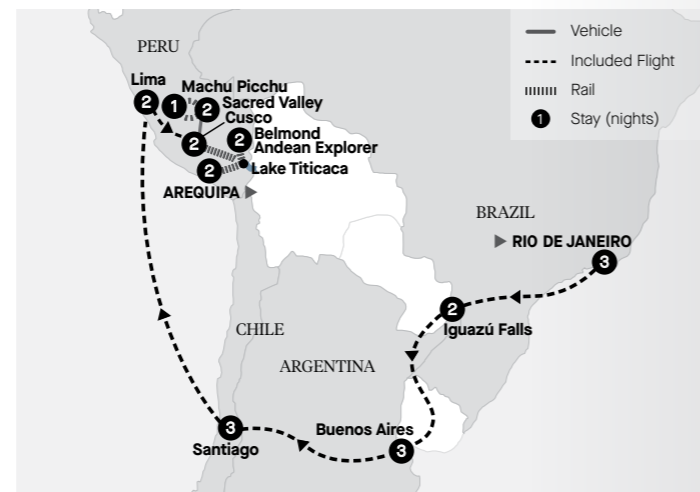 Vehicle
Included Flight
Rail
1 Stay (nights)
PERU
Lima
2
Machu Picchu
1
2 Sacred Valley
Cusco
2
2 Belmond
Andean Explorer
Lake Titicaca
2
AREQUIPA
BRAZIL
RIO DE JANEIRO
3
2
Iguazú Falls
CHILE
ARGENTINA
3
Santiago
Buenos Aires
3